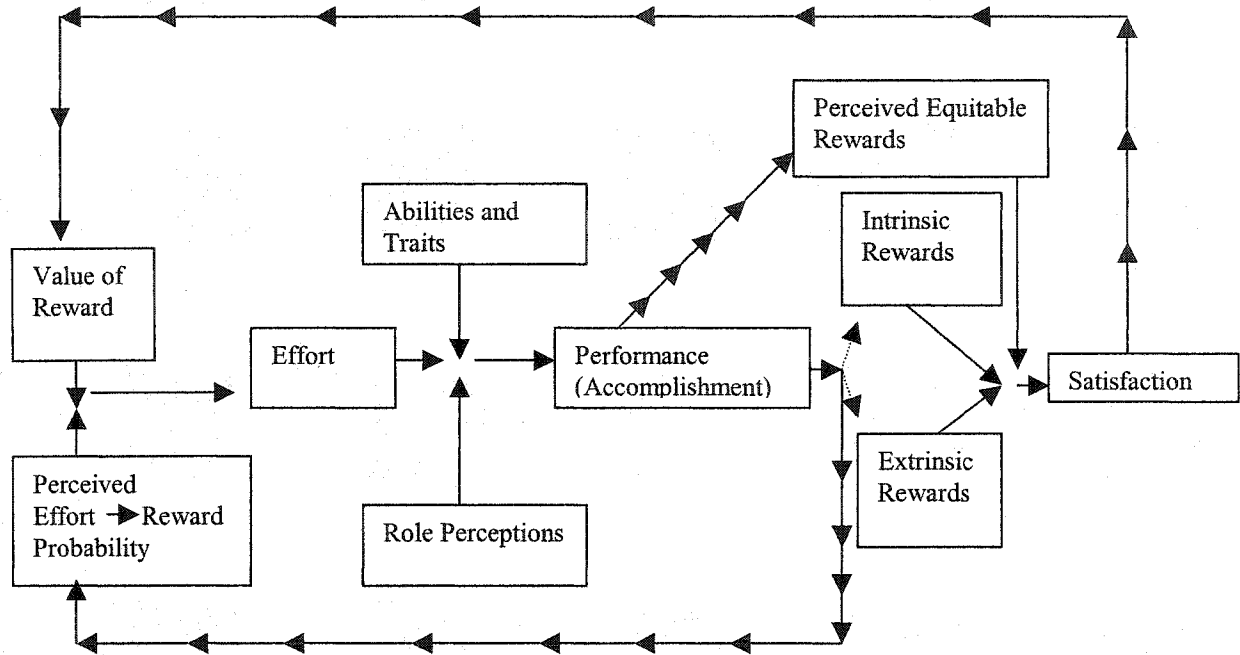 Perceived Equitable
Rewards
Abilities and
Traits
Intrinsic
Rewards
Value of
Reward
Effort
Performance
(Accomplishment)
Satisfaction
Perceived
Effort → Reward
Probability
Role Perceptions
Extrinsic
Rewards